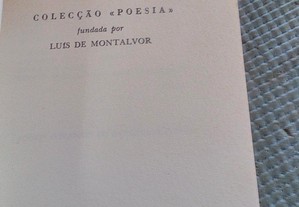 COLECÇÃO «POESIA»
fundada por
LUIS DE MONTALVOR